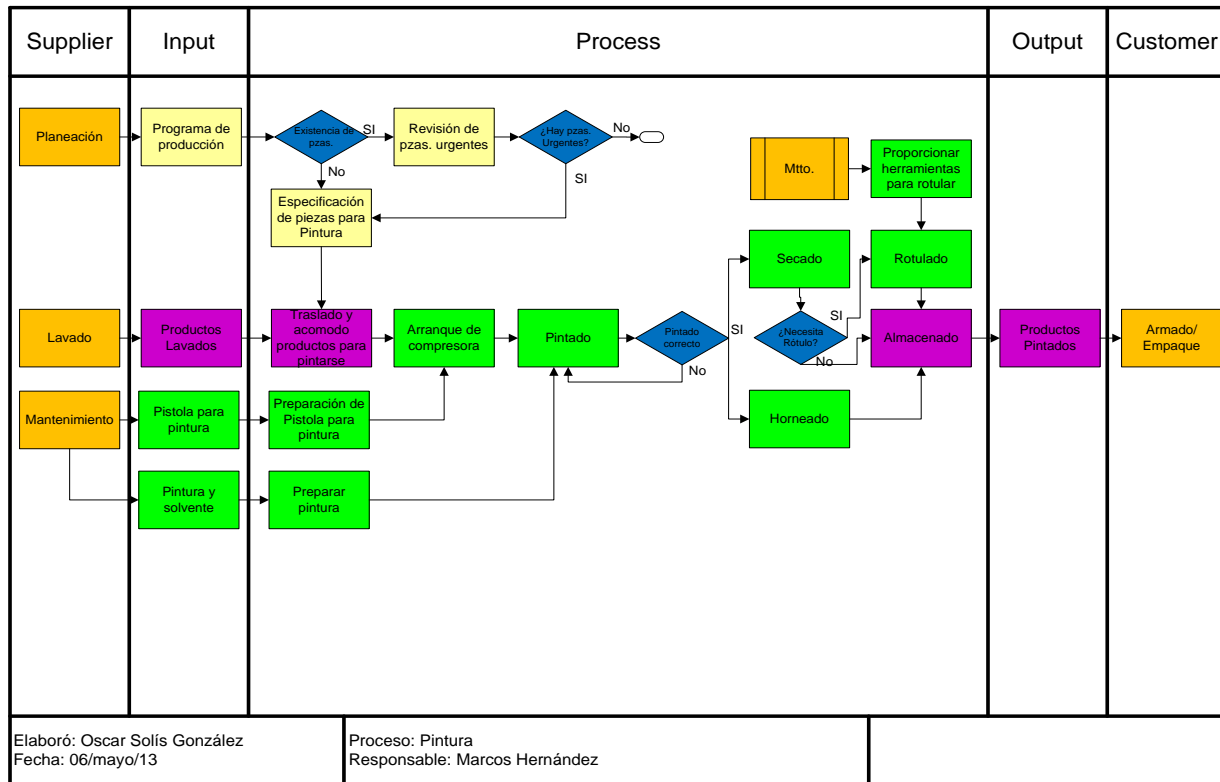 Supplier
Input
Process
Output
Customer
Planeación
Programa de
producción
Existencia de
pzas.
SI
No
Revisión de
pzas. urgentes
¿Hay pzas.
Urgentes?
No
SI
Especificación
de piezas para
Pintura
Mtto.
Proporcionar
herramientas
para rotular
Secado
Rotulado
Lavado
Productos
Lavados
Traslado y
acomodo
productos para
pintarse
Arranque de
compresora
Pintado
Pintado
correcto
SI
No
¿Necesita
Rótulo?
SI
No
Almacenado
Productos
Pintados
Armado/
Empaque
Mantenimiento
Pistola para
pintura
Preparación de
Pistola para
pintura
Horneado
Pintura y
solvente
Preparar
pintura
Elaboró: Oscar Solís González
Fecha: 06/mayo/13
Proceso: Pintura
Responsable: Marcos Hernández